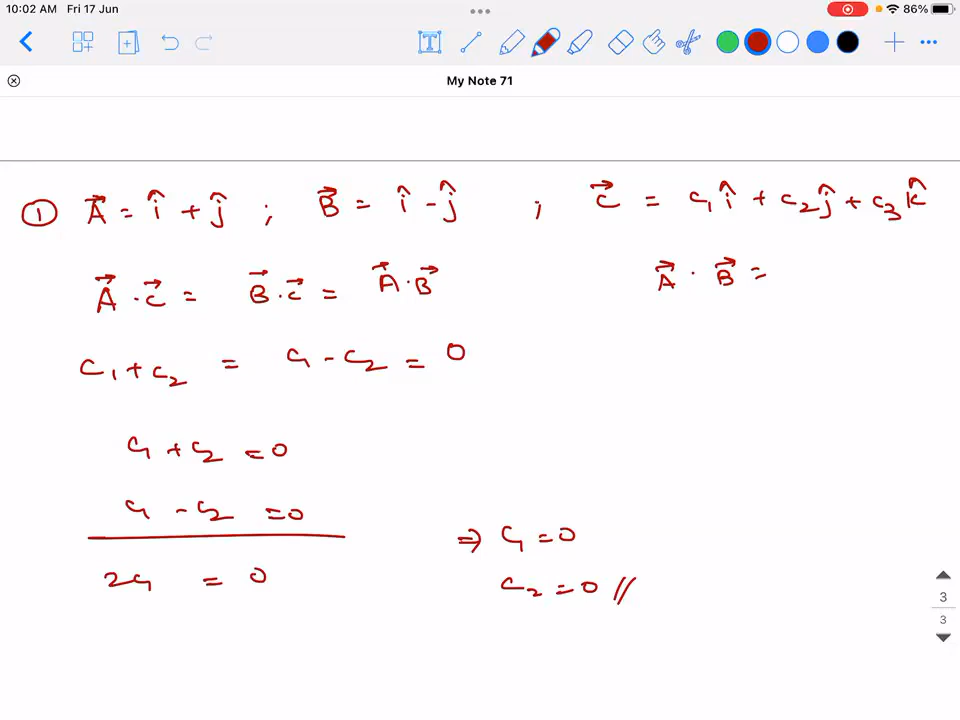 10:02 AM Fri 17 Jun 86%
My Note 71
① A⃗ = î + ĵ ; B⃗ = î - ĵ ; C⃗ = c₁î + c₂ĵ + c₃k̂
A⃗ · C⃗ = B⃗ · C⃗ = A⃗ · B⃗ A⃗ · B⃗ =
C₁ + C₂ = C₁ - C₂ = 0
C₁ + C₂ = 0
C₁ - C₂ = 0
⇒ C₁ = 0
2C₁ = 0
C₂ = 0 //
3
3